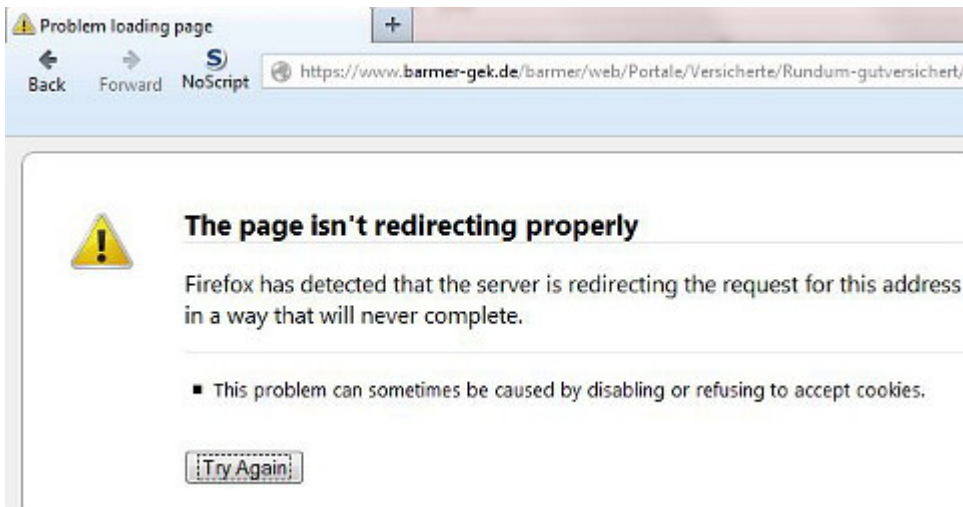 Problem loading page
+
Back Forward NoScript https://www.barmer-gek.de/barmer/web/Portale/Versicherte/Rundum-gutversichert/
The page isn't redirecting properly
Firefox has detected that the server is redirecting the request for this address
in a way that will never complete.
This problem can sometimes be caused by disabling or refusing to accept cookies.
Try Again